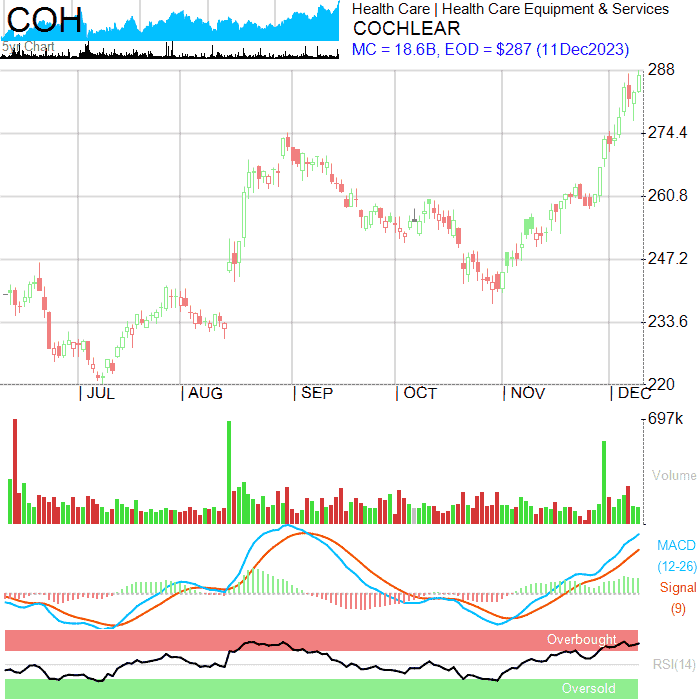 COH
5yr Chart
Health Care | Health Care Equipment & Services
COCHLEAR
MC = 18.6B, EOD = $287 (11Dec2023)
288
274.4
260.8
247.2
233.6
220
| JUL | AUG | SEP | OCT | NOV | DEC
697k
Volume
MACD
(12-26)
Signal
(9)
Overbought
RSI(14)
Oversold